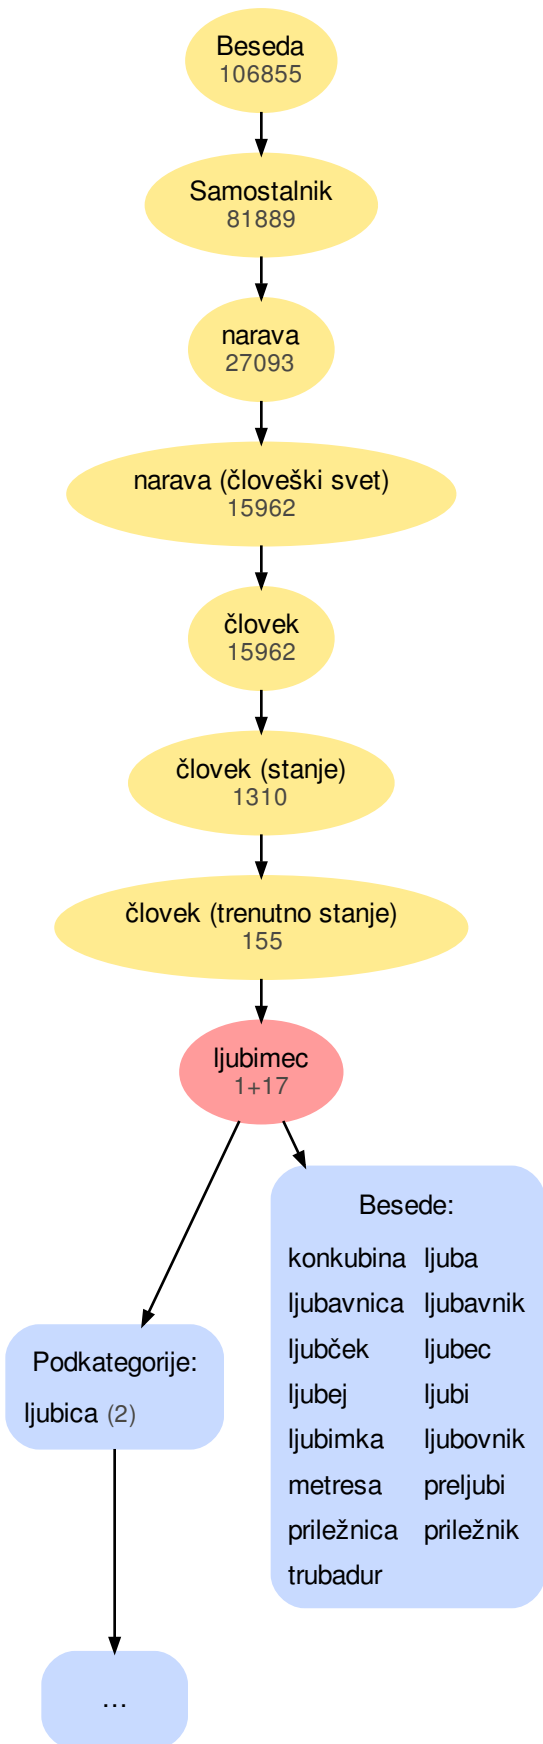 Beseda
106855
Samostalnik
81889
narava
27093
narava (človeški svet)
15962
človek
15962
človek (stanje)
1310
človek (trenutno stanje)
155
ljubimec
1+17
Besede:
konkubina ljuba
ljubavnica ljubavnik
ljubček ljubec
ljubej ljubi
ljubimka ljubovnik
metresa preljubi
priležnica priležnik
trubadur
Podkategorije:
ljubica (2)
...